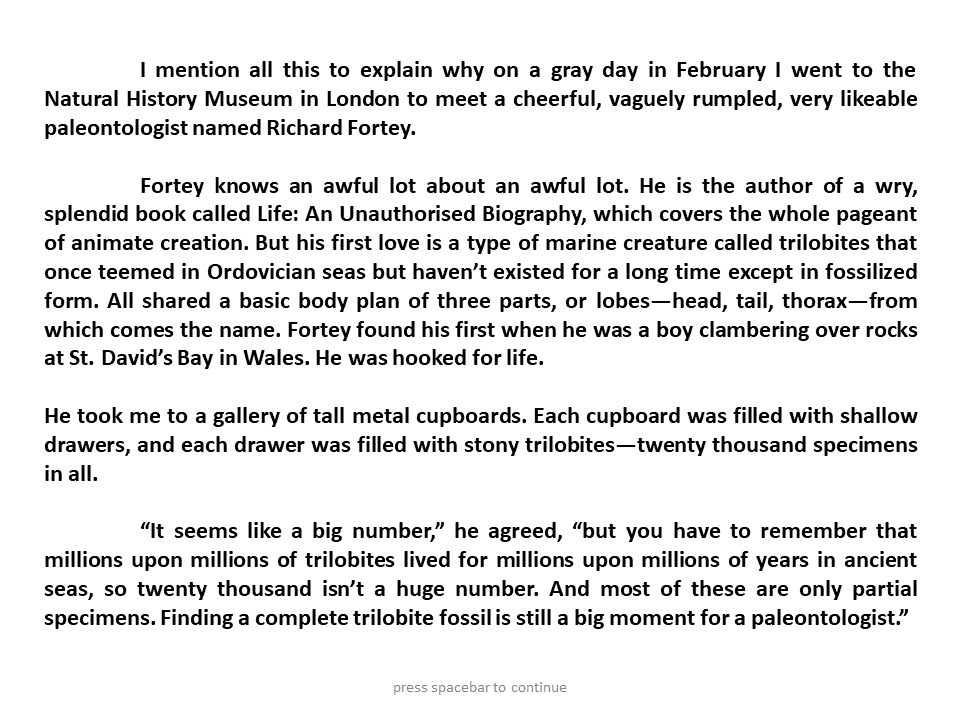 I mention all this to explain why on a gray day in February I went to the
Natural History Museum in London to meet a cheerful, vaguely rumpled, very likeable
paleontologist named Richard Fortey.
Fortey knows an awful lot about an awful lot. He is the author of a wry,
splendid book called Life: An Unauthorised Biography, which covers the whole pageant
of animate creation. But his first love is a type of marine creature called trilobites that
once teemed in Ordovician seas but haven’t existed for a long time except in fossilized
form. All shared a basic body plan of three parts, or lobes—head, tail, thorax—from
which comes the name. Fortey found his first when he was a boy clambering over rocks
at St. David’s Bay in Wales. He was hooked for life.
He took me to a gallery of tall metal cupboards. Each cupboard was filled with shallow
drawers, and each drawer was filled with stony trilobites—twenty thousand specimens
in all.
“It seems like a big number,” he agreed, “but you have to remember that
millions upon millions of trilobites lived for millions upon millions of years in ancient
seas, so twenty thousand isn’t a huge number. And most of these are only partial
specimens. Finding a complete trilobite fossil is still a big moment for a paleontologist.”
press spacebar to continue